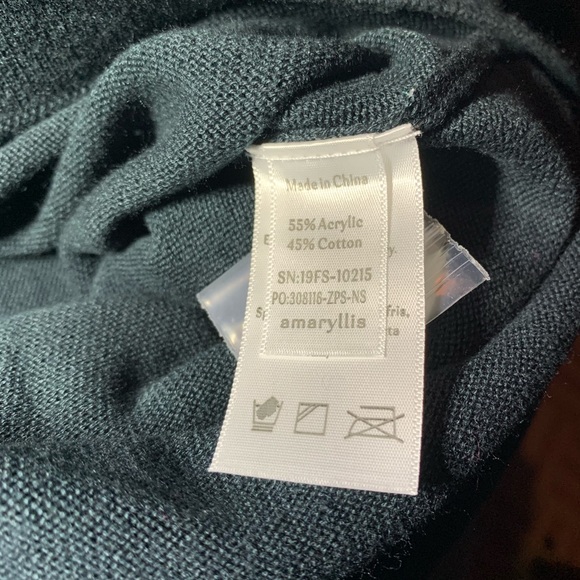 Made in China
55% Acrylic
45% Cotton
SN:19FS-10215
PO:308116-ZPS-NS
amaryllis